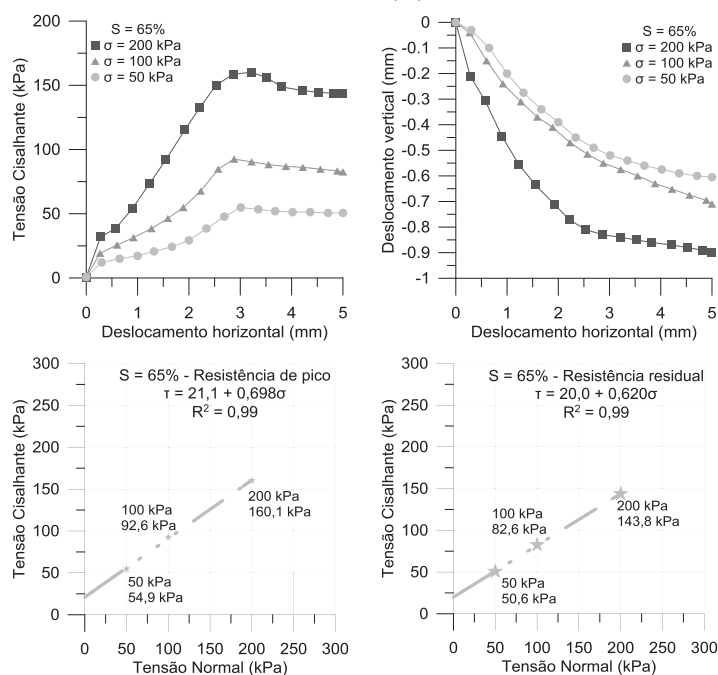 200
150
100
50
0
Tensão Cisalhante (kPa)
S = 65%
σ = 200 kPa
σ = 100 kPa
σ = 50 kPa
0 1 2 3 4 5
Deslocamento horizontal (mm)
0
-0.1
-0.2
-0.3
-0.4
-0.5
-0.6
-0.7
-0.8
-0.9
-1
Deslocamento vertical (mm)
S = 65%
σ = 200 kPa
σ = 100 kPa
σ = 50 kPa
0 1 2 3 4 5
Deslocamento horizontal (mm)
300
250
200
150
100
50
0
Tensão Cisalhante (kPa)
S = 65% - Resistência de pico
τ = 21,1 + 0,698σ
R² = 0,99
100 kPa
92,6 kPa
200 kPa
160,1 kPa
50 kPa
54,9 kPa
0 50 100 150 200 250 300
Tensão Normal (kPa)
300
250
200
150
100
50
0
Tensão Cisalhante (kPa)
S = 65% - Resistência residual
τ = 20,0 + 0,620σ
R² = 0,99
100 kPa
82,6 kPa
200 kPa
143,8 kPa
50 kPa
50,6 kPa
0 50 100 150 200 250 300
Tensão Normal (kPa)